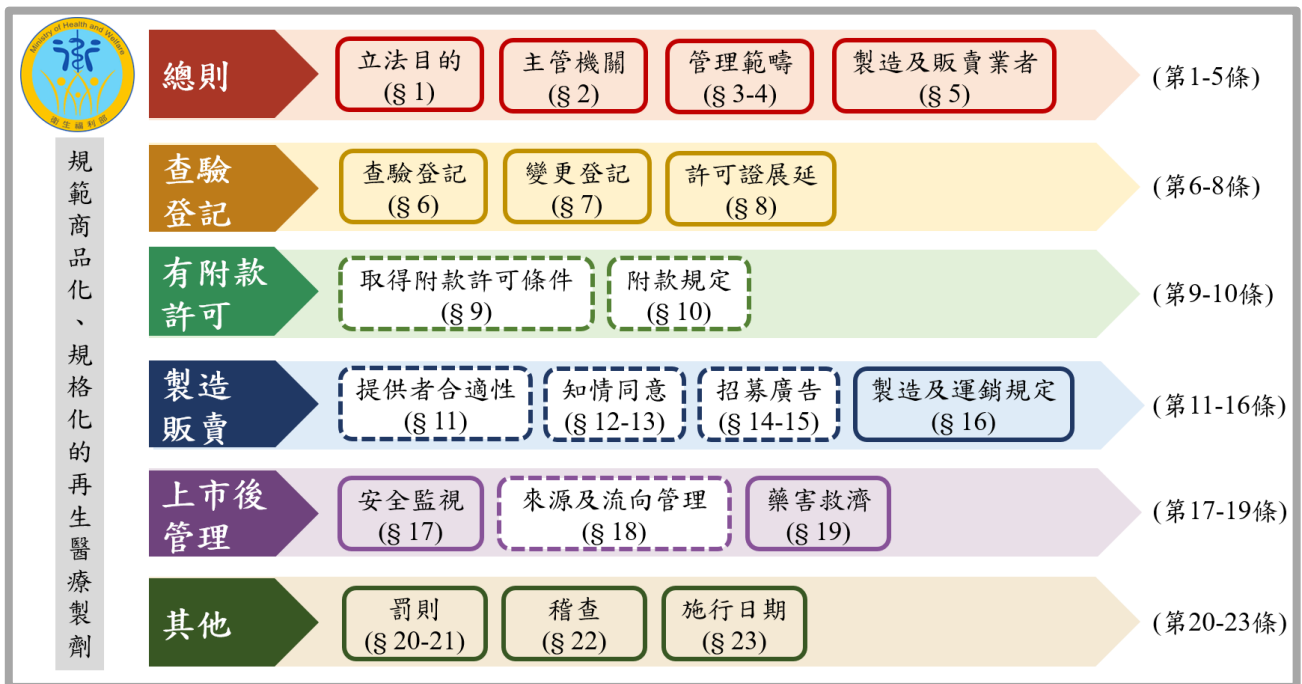 Ministry of Health and Welfare
衛生福利部
規範商品化、規格化的再生醫療製劑
總則
立法目的
(§ 1)
主管機關
(§ 2)
管理範疇
(§ 3-4)
製造及販賣業者
(§ 5)
(第1-5條)
查驗
登記
查驗登記
(§ 6)
變更登記
(§ 7)
許可證展延
(§ 8)
(第6-8條)
有附款
許可
取得附款許可條件
(§ 9)
附款規定
(§ 10)
(第9-10條)
製造
販賣
提供者合適性
(§ 11)
知情同意
(§ 12-13)
招募廣告
(§ 14-15)
製造及運銷規定
(§ 16)
(第11-16條)
上市後
管理
安全監視
(§ 17)
來源及流向管理
(§ 18)
藥害救濟
(§ 19)
(第17-19條)
其他
罰則
(§ 20-21)
稽查
(§ 22)
施行日期
(§ 23)
(第20-23條)